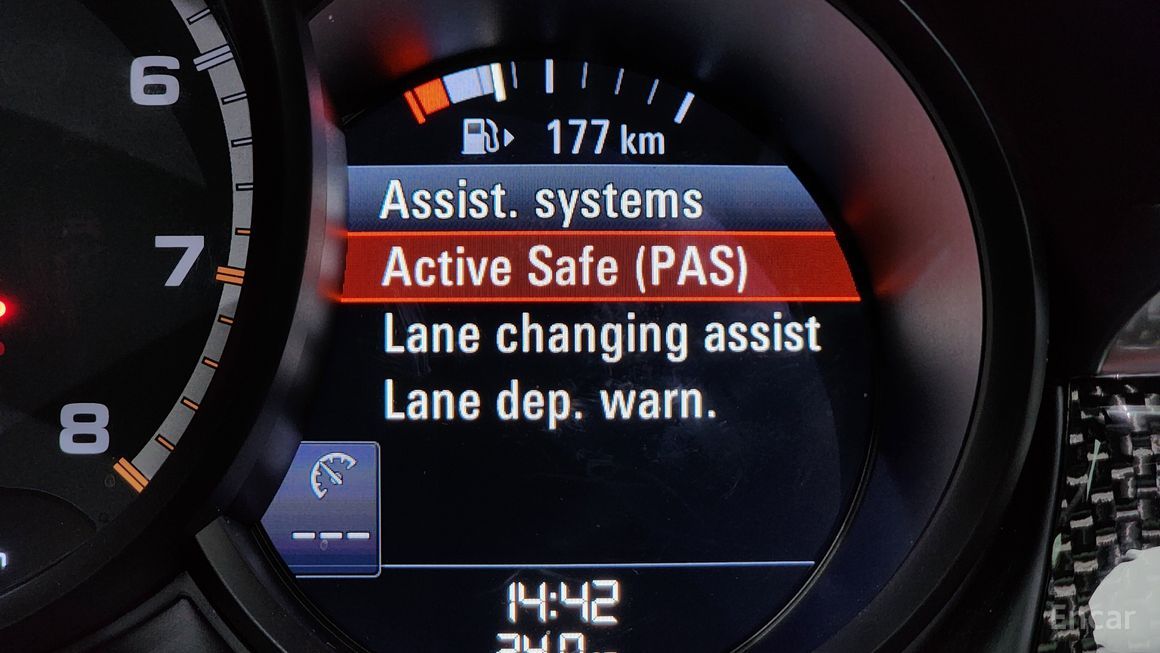 6
7
8
177 km
Assist. systems
Active Safe (PAS)
Lane changing assist
Lane dep. warn.
---
14:42
Encar